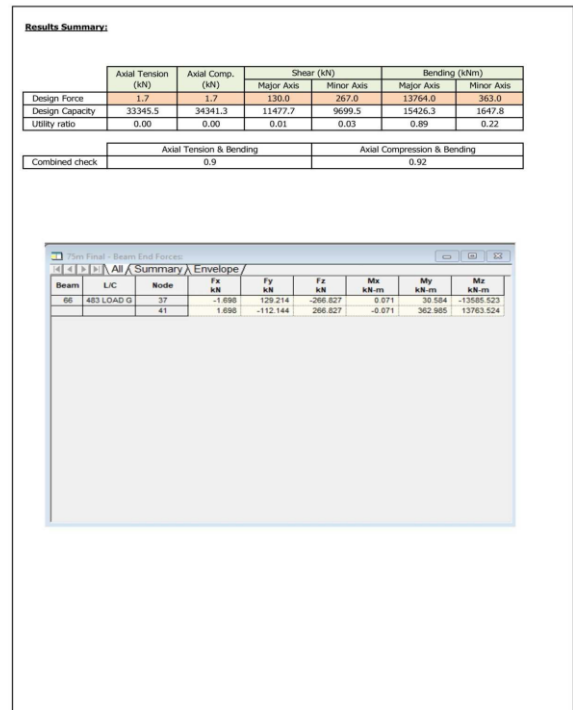 Results Summary:
Axial Tension (kN) Axial Comp. (kN) Shear (kN) Bending (kNm)
Major Axis Minor Axis Major Axis Minor Axis
Design Force 1.7 1.7 130.0 267.0 13764.0 363.0
Design Capacity 33345.5 34341.3 11477.7 9699.5 15426.3 1647.8
Utility ratio 0.00 0.00 0.01 0.03 0.89 0.22
Axial Tension & Bending Axial Compression & Bending
Combined check 0.9 0.92
75m Final - Beam End Forces:
All Summary Envelope
Beam L/C Node Fx kN Fy kN Fz kN Mx kN-m My kN-m Mz kN-m
66 483 LOAD G 37 -1.698 129.214 -266.827 0.071 30.584 -13585.523
41 1.698 -112.144 266.827 -0.071 362.985 13763.524